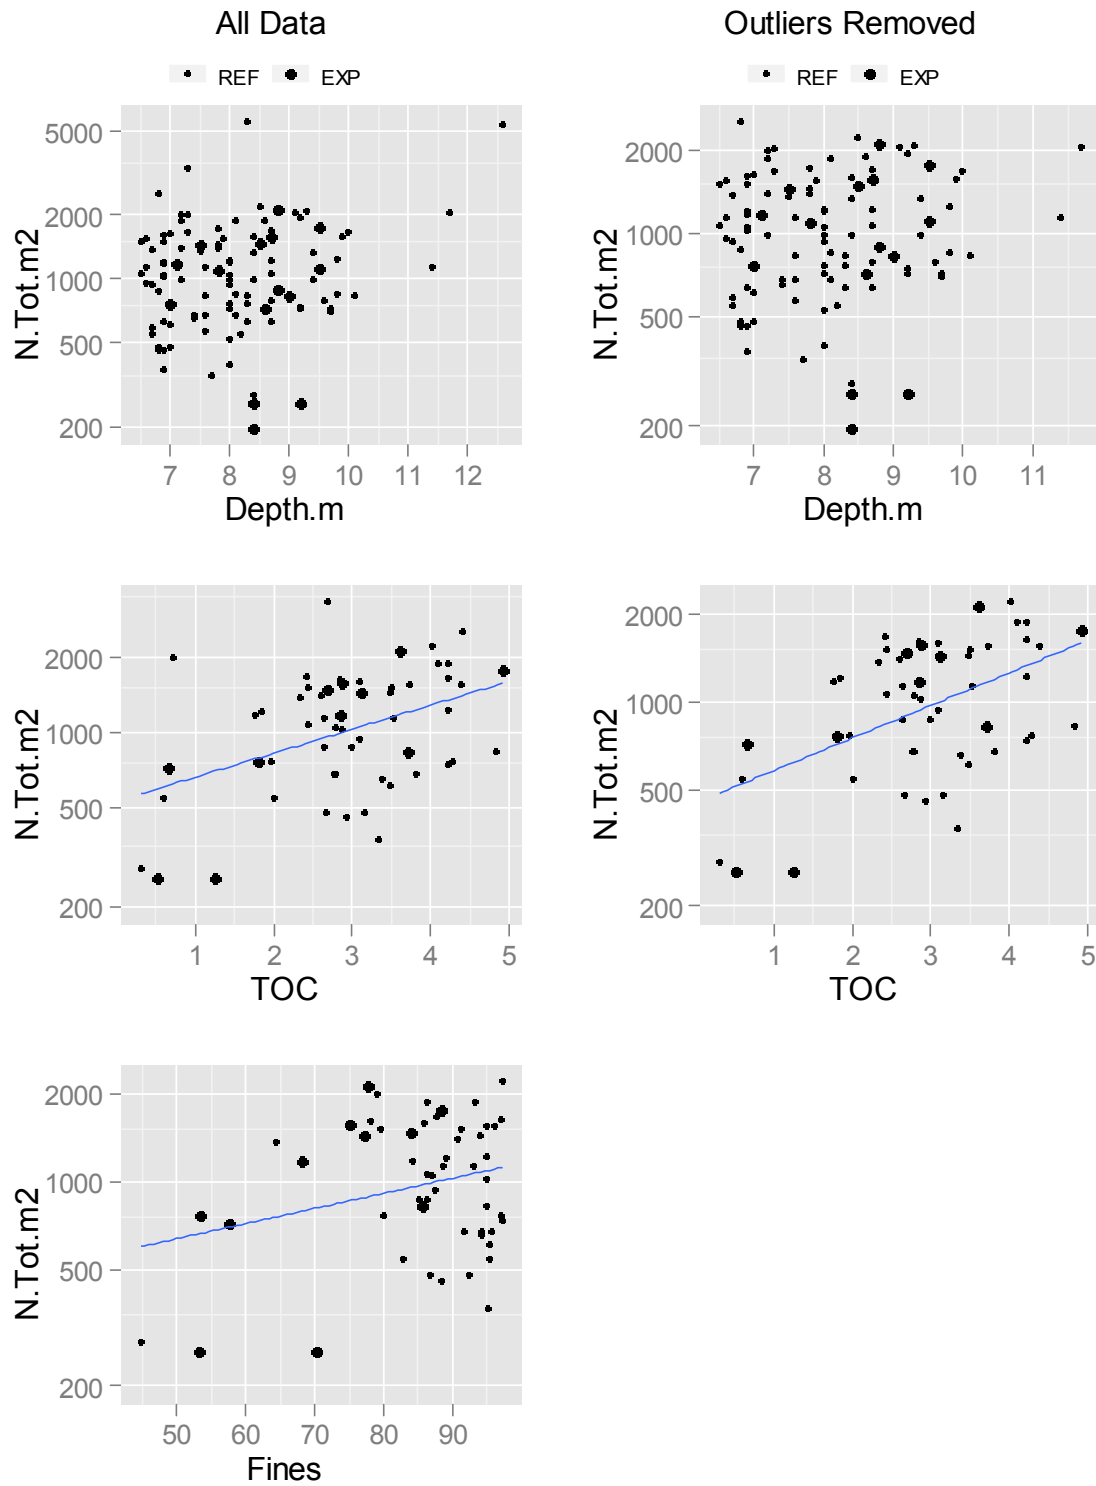 All Data
Outliers Removed
REF EXP
REF EXP
5000
2000
1000
500
200
N.Tot.m2
7 8 9 10 11 12
Depth.m
2000
1000
500
200
N.Tot.m2
7 8 9 10 11
Depth.m
2000
1000
500
200
N.Tot.m2
1 2 3 4 5
TOC
2000
1000
500
200
N.Tot.m2
1 2 3 4 5
TOC
2000
1000
500
200
N.Tot.m2
50 60 70 80 90
Fines